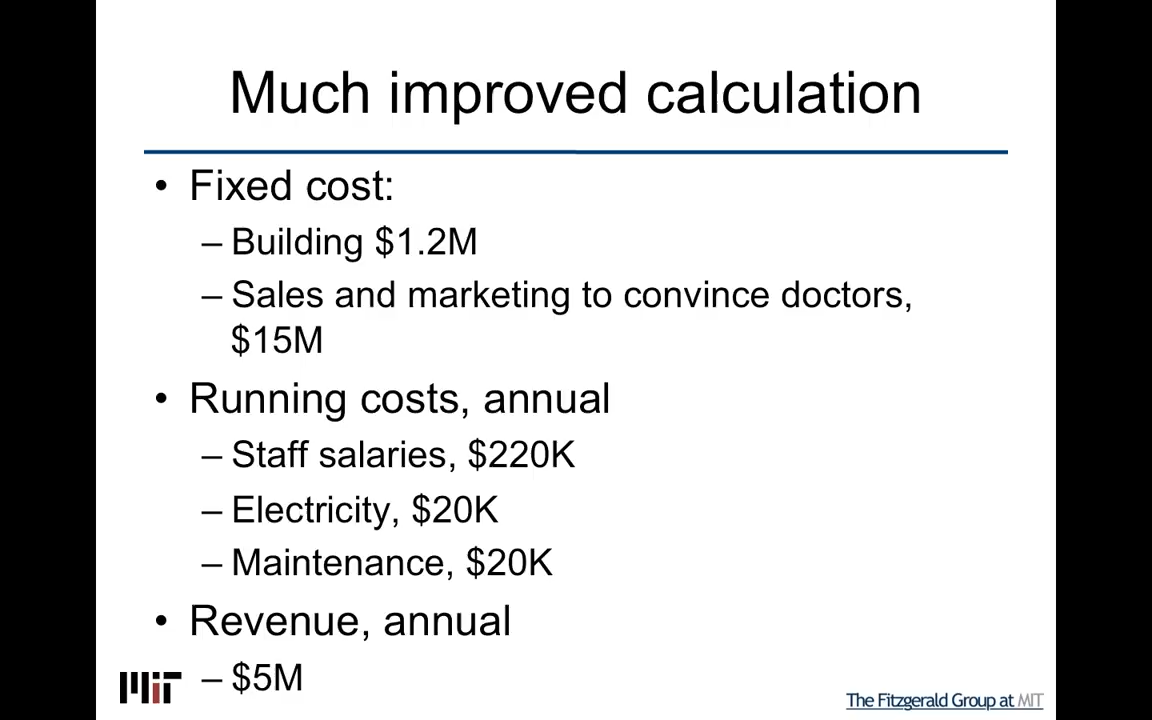 Much improved calculation
• Fixed cost:
– Building $1.2M
– Sales and marketing to convince doctors,
$15M
• Running costs, annual
– Staff salaries, $220K
– Electricity, $20K
– Maintenance, $20K
• Revenue, annual
– $5M
MIT
The Fitzgerald Group at MIT